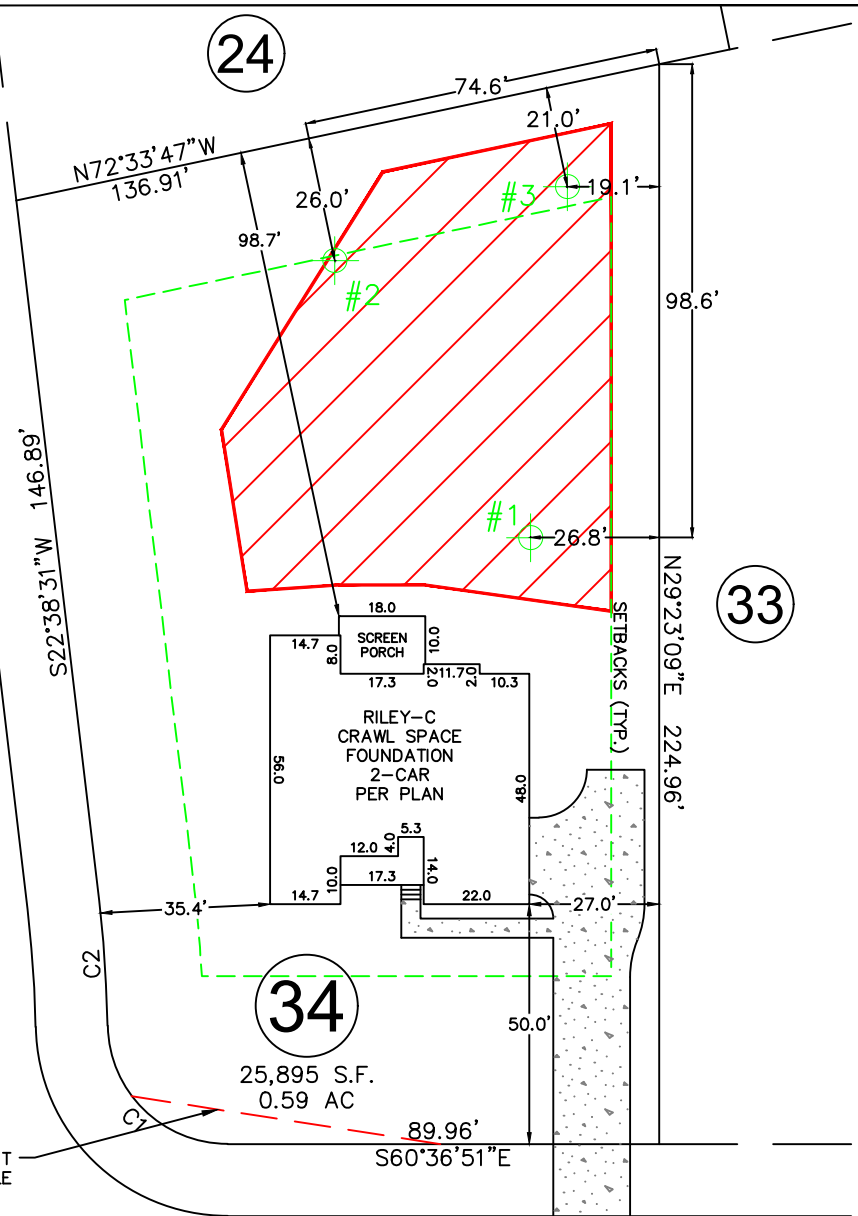 24
74.6'
21.0'
N72°33'47"W
136.91'
26.0'
#3
19.1'
98.7'
#2
98.6'
S22°38'31"W 146.89'
#1
26.8'
N29°23'09"E 224.96'
33
SETBACKS (TYP.)
18.0
14.7
8.0
SCREEN
PORCH
10.0
17.3
2.0
11.7
2.0
10.3
RILEY-C
CRAWL SPACE
FOUNDATION
2-CAR
PER PLAN
56.0
48.0
5.3
12.0
4.0
10.0
17.3
14.0
14.7
22.0
35.4'
27.0'
C2
34
50.0'
25,895 S.F.
0.59 AC
C1
89.96'
S60°36'51"E
T